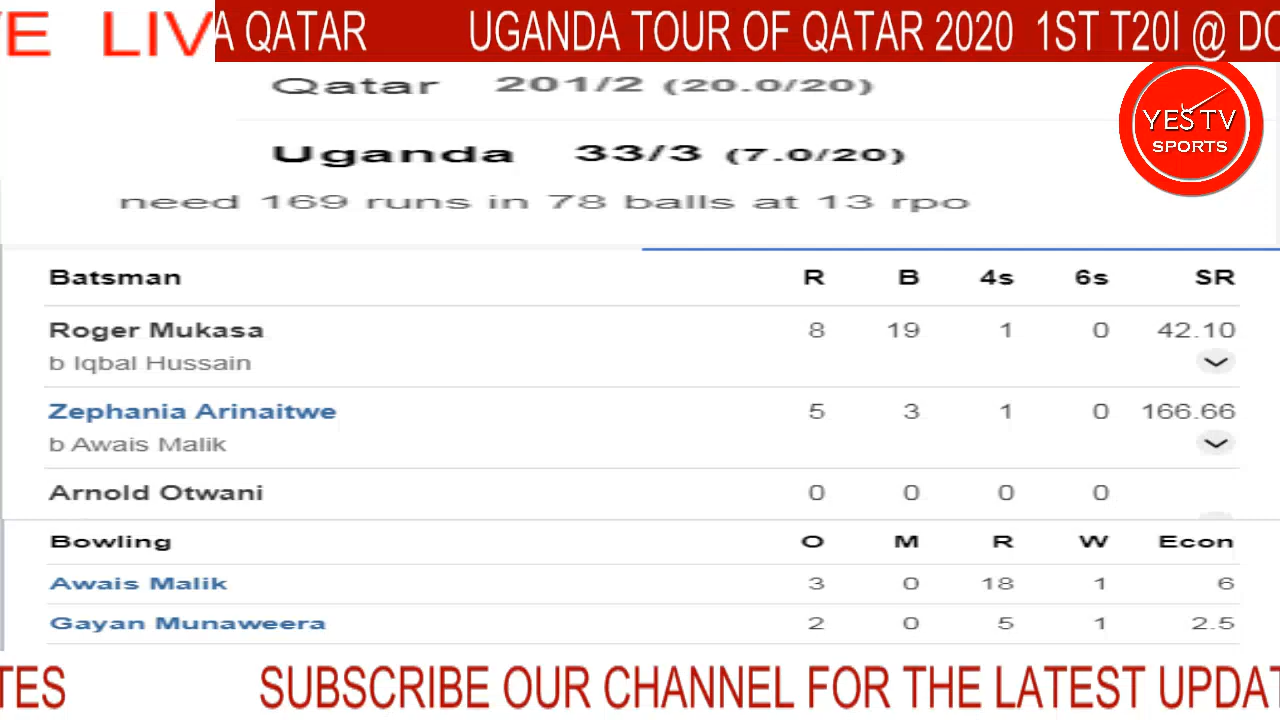 VE LIV A QATAR UGANDA TOUR OF QATAR 2020 1ST T20I @ DO
Qatar 201/2 (20.0/20)
YES TV
SPORTS
Uganda 33/3 (7.0/20)
need 169 runs in 78 balls at 13 rpo
Batsman R B 4s 6s SR
Roger Mukasa 8 19 1 0 42.10
b Iqbal Hussain
Zephania Arinaitwe 5 3 1 0 166.66
b Awais Malik
Arnold Otwani 0 0 0 0
Bowling O M R W Econ
Awais Malik 3 0 18 1 6
Gayan Munaweera 2 0 5 1 2.5
TES SUBSCRIBE OUR CHANNEL FOR THE LATEST UPDAT